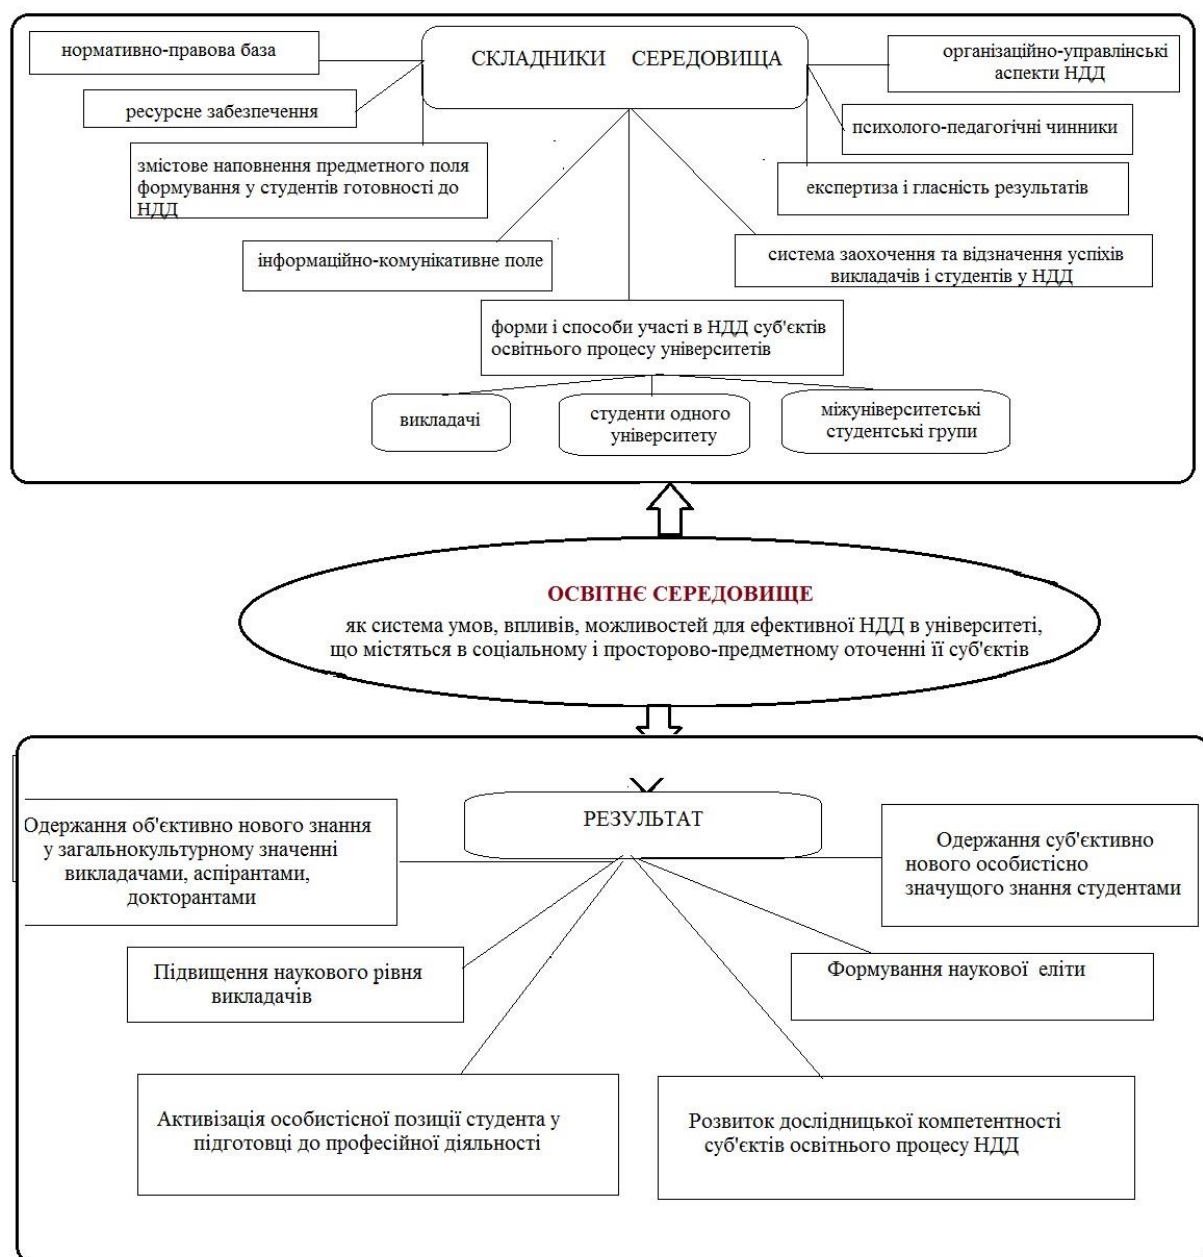 нормативно-правова база
СКЛАДНИКИ СЕРЕДОВИЩА
організаційно-управлінські
аспекти НДД
ресурсне забезпечення
психолого-педагогічні чинники
змістове наповнення предметного поля
формування у студентів готовності до
НДД
експертиза і гласність результатів
інформаційно-комунікативне поле
система заохочення та відзначення успіхів
викладачів і студентів у НДД
форми і способи участі в НДД суб'єктів
освітнього процесу університетів
викладачі
студенти одного
університету
міжуніверситетські
студентські групи
ОСВІТНЄ СЕРЕДОВИЩЕ
як система умов, впливів, можливостей для ефективної НДД в університеті,
що містяться в соціальному і просторово-предметному оточенні її суб'єктів
РЕЗУЛЬТАТ
Одержання об'єктивно нового знання
у загальнокультурному значенні
викладачами, аспірантами,
докторантами
Одержання суб'єктивно
нового особистісно
значущого знання студентами
Підвищення наукового рівня
викладачів
Формування наукової еліти
Активізація особистісної позиції студента у
підготовці до професійної діяльності
Розвиток дослідницької компетентності
суб'єктів освітнього процесу НДД